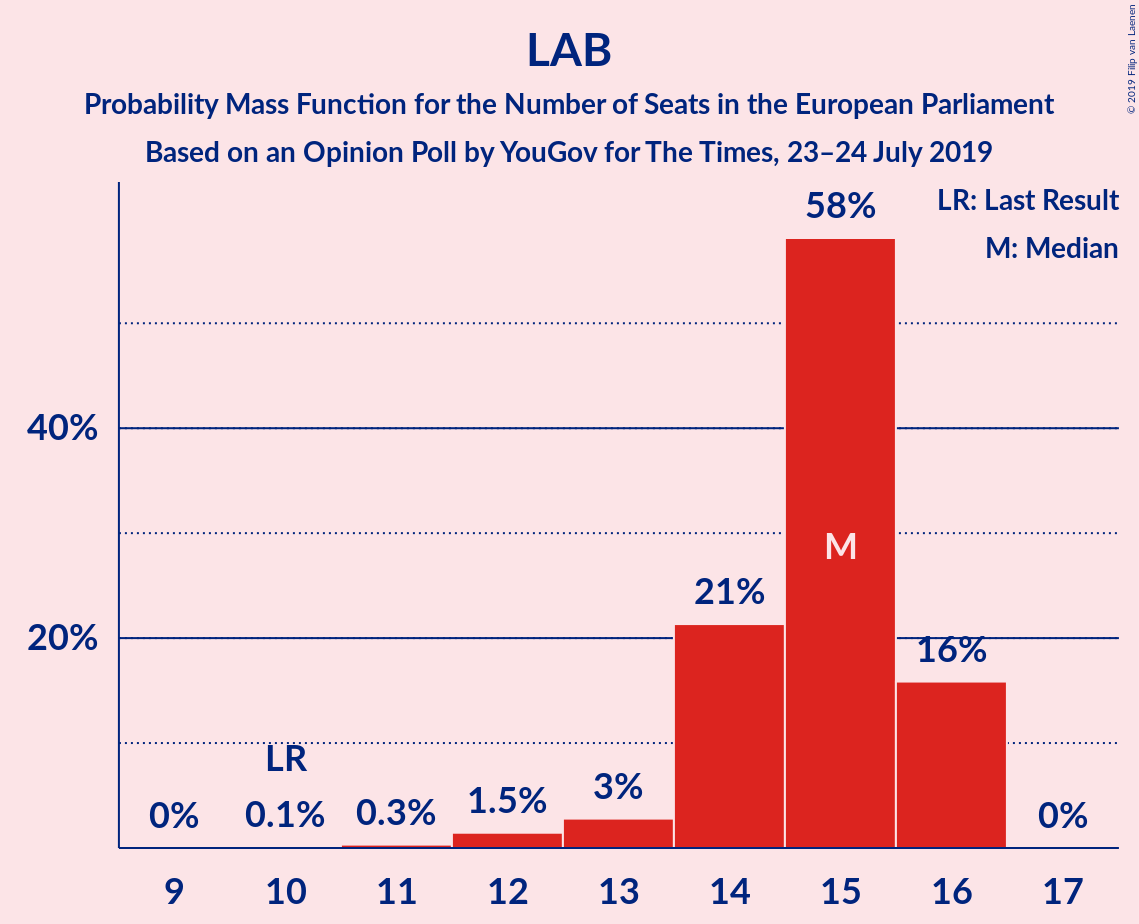 LAB
Probability Mass Function for the Number of Seats in the European Parliament
Based on an Opinion Poll by YouGov for The Times, 23–24 July 2019
© 2019 Filip van Laenen
LR: Last Result
M: Median
58%
40%
M
21%
20%
16%
LR
3%
1.5%
0.3%
0.1%
0%
0%
9 10 11 12 13 14 15 16 17